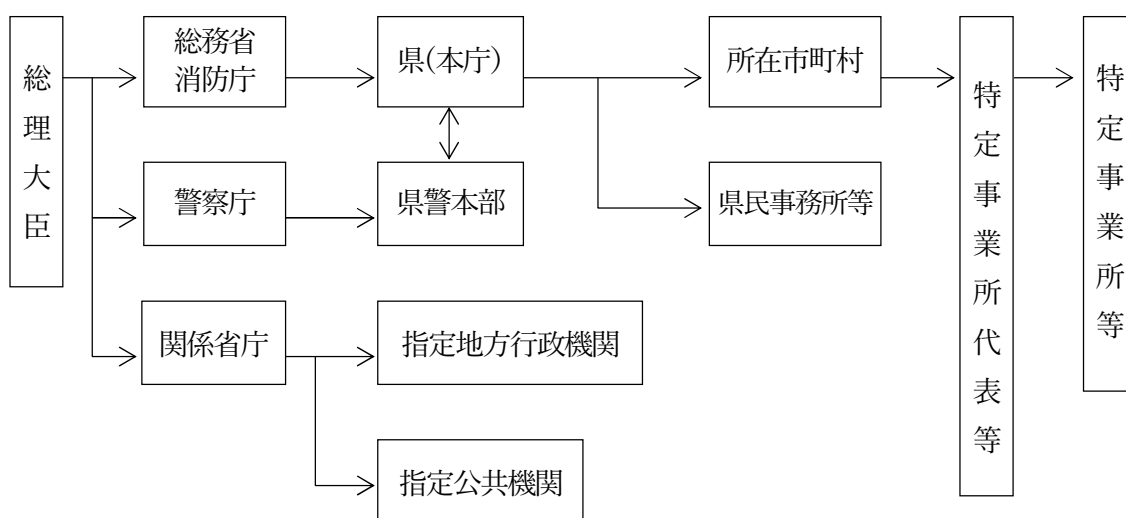 総理大臣
総務省
消防庁
県(本庁)
所在市町村
特定事業所代表等
特定事業所等
警察庁
県警本部
県民事務所等
関係省庁
指定地方行政機関
指定公共機関